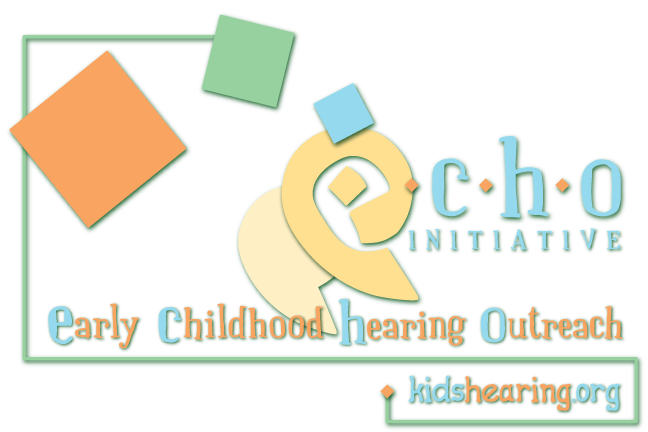 e·c·h·o
INITIATIVE
Early Childhood hearing Outreach
kidshearing.org